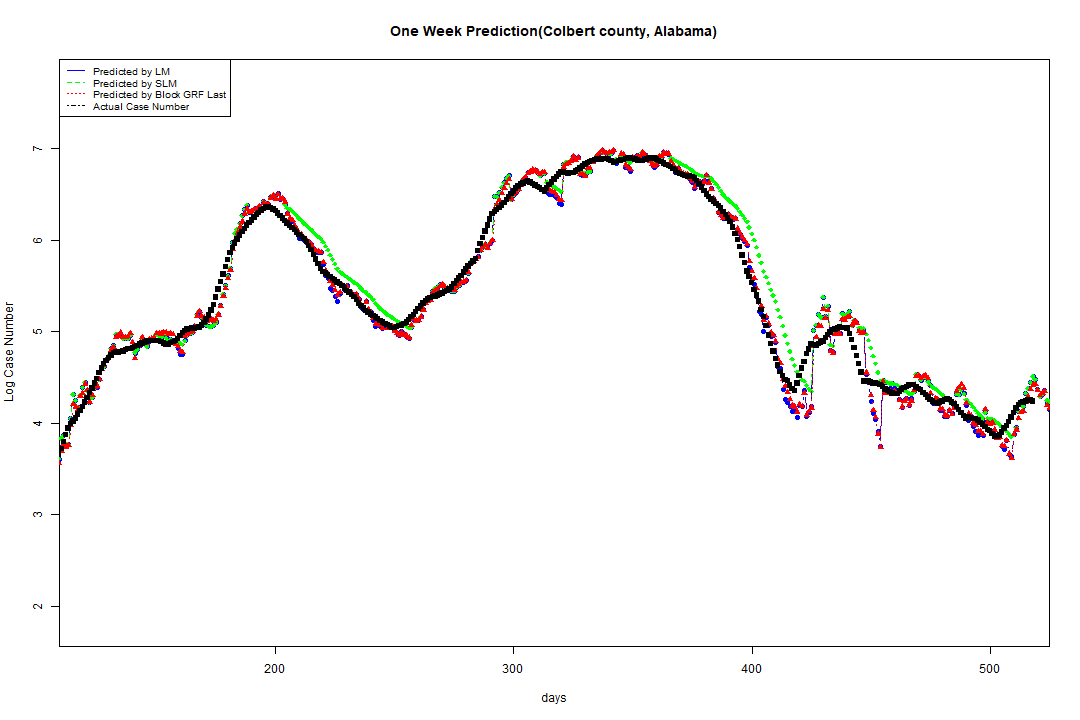 One Week Prediction(Colbert county, Alabama)
Predicted by LM
Predicted by SLM
Predicted by Block GRF Last
Actual Case Number
7
6
5
4
3
2
Log Case Number
200
300
400
500
days